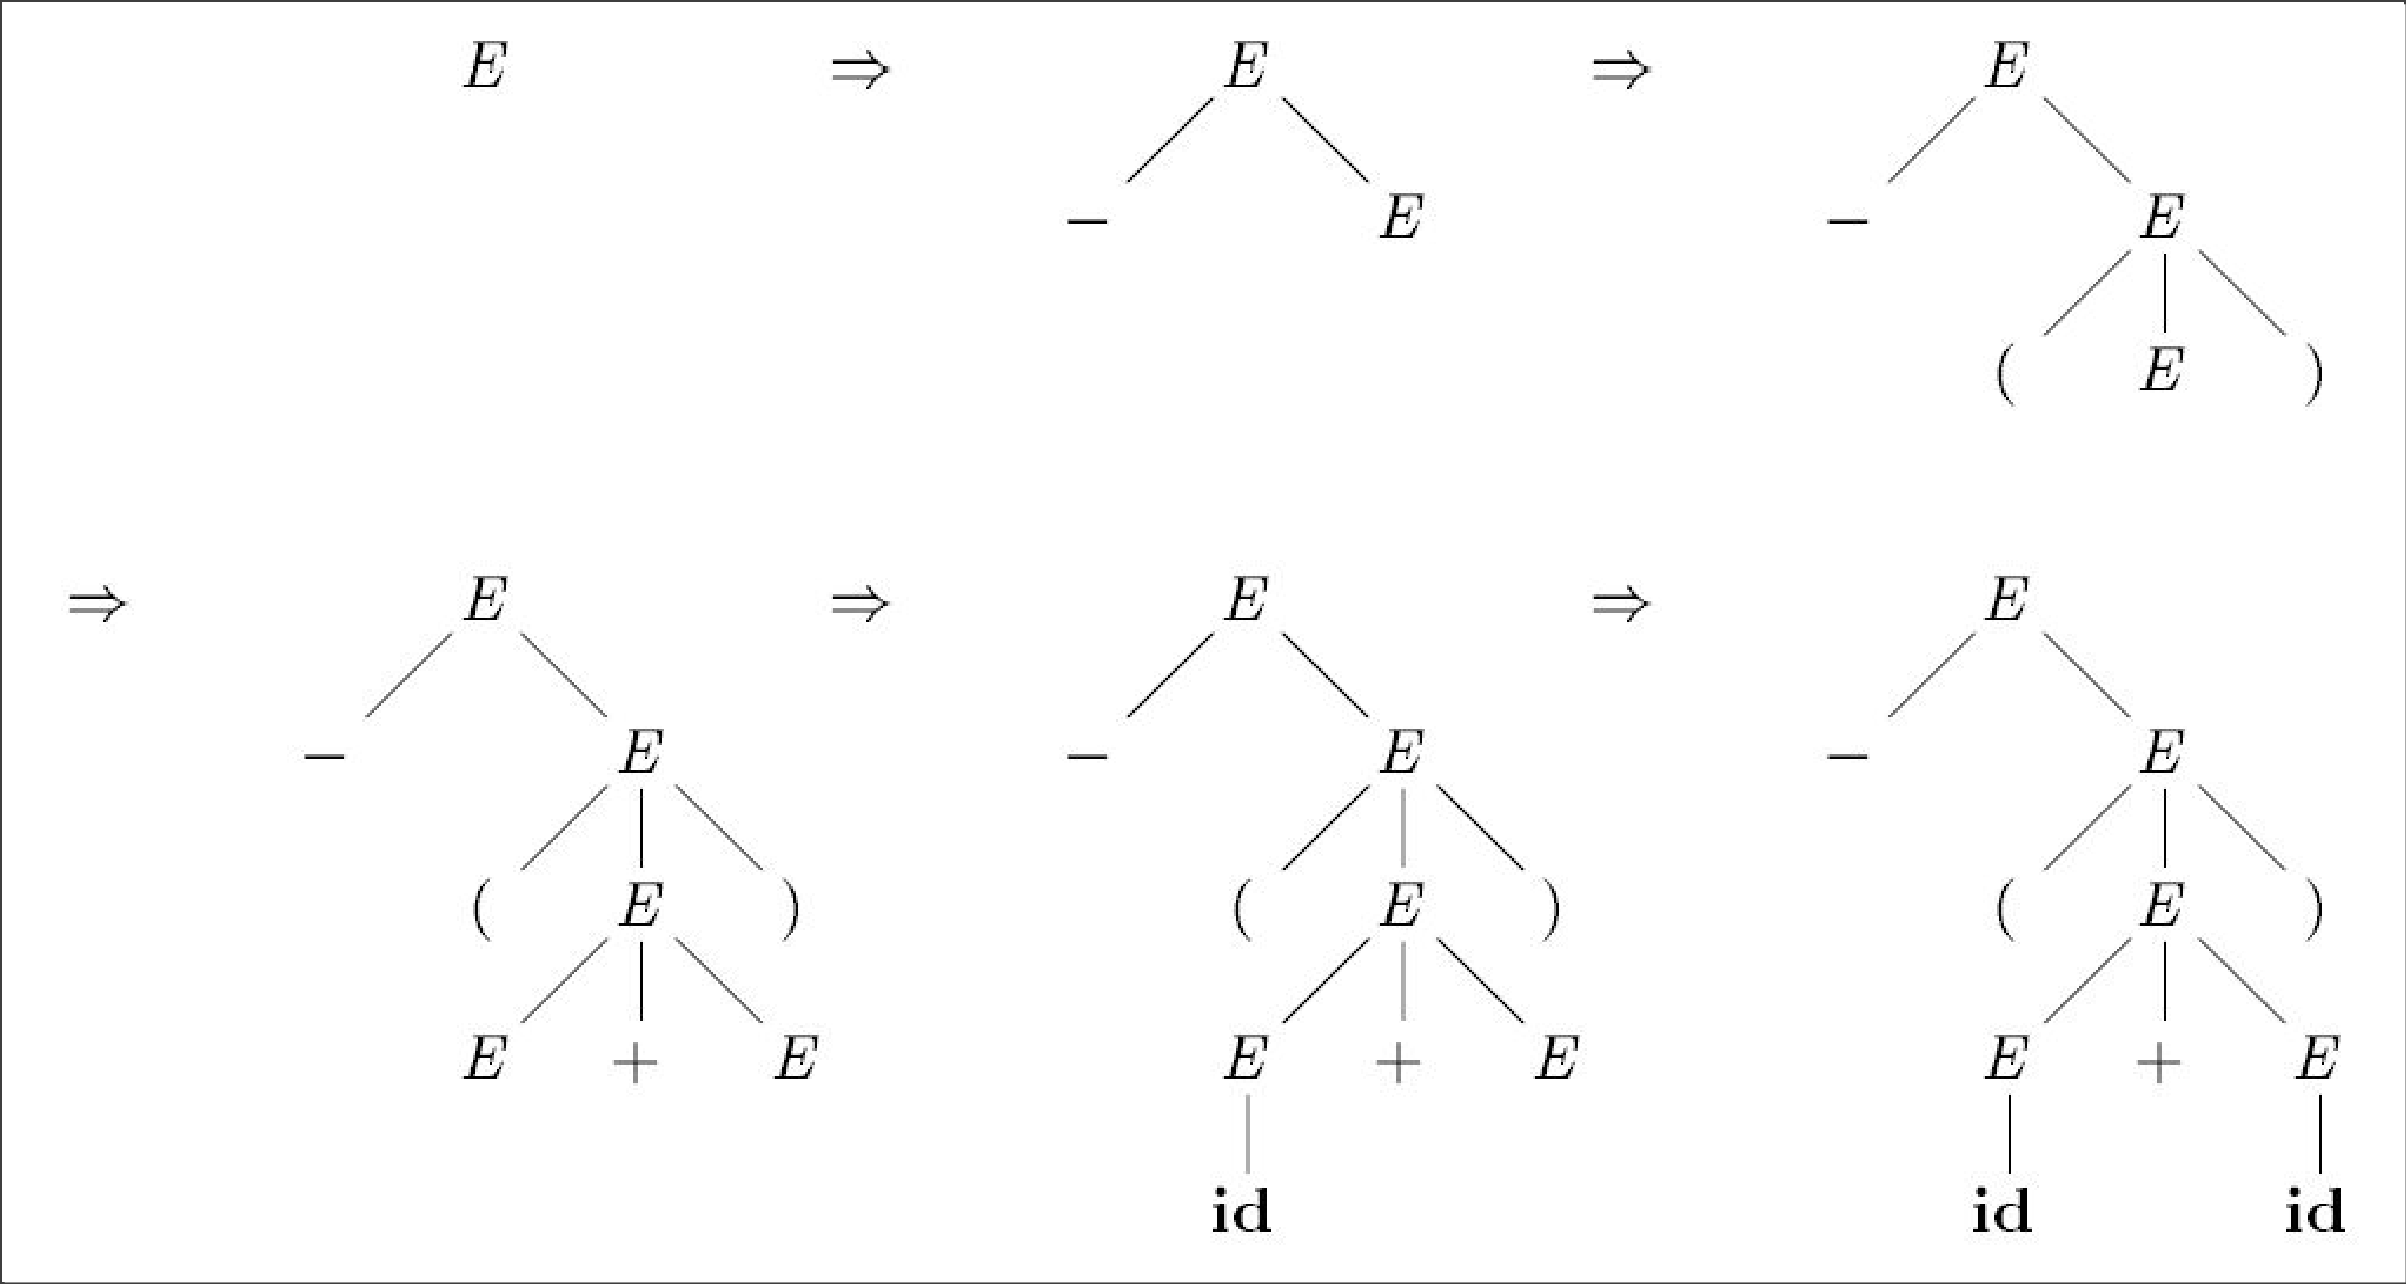 E ⇒ E ⇒ E
− E − E
( E )
⇒ E ⇒ E ⇒ E
− E − E − E
( E ) ( E ) ( E )
E + E E + E E + E
id id id